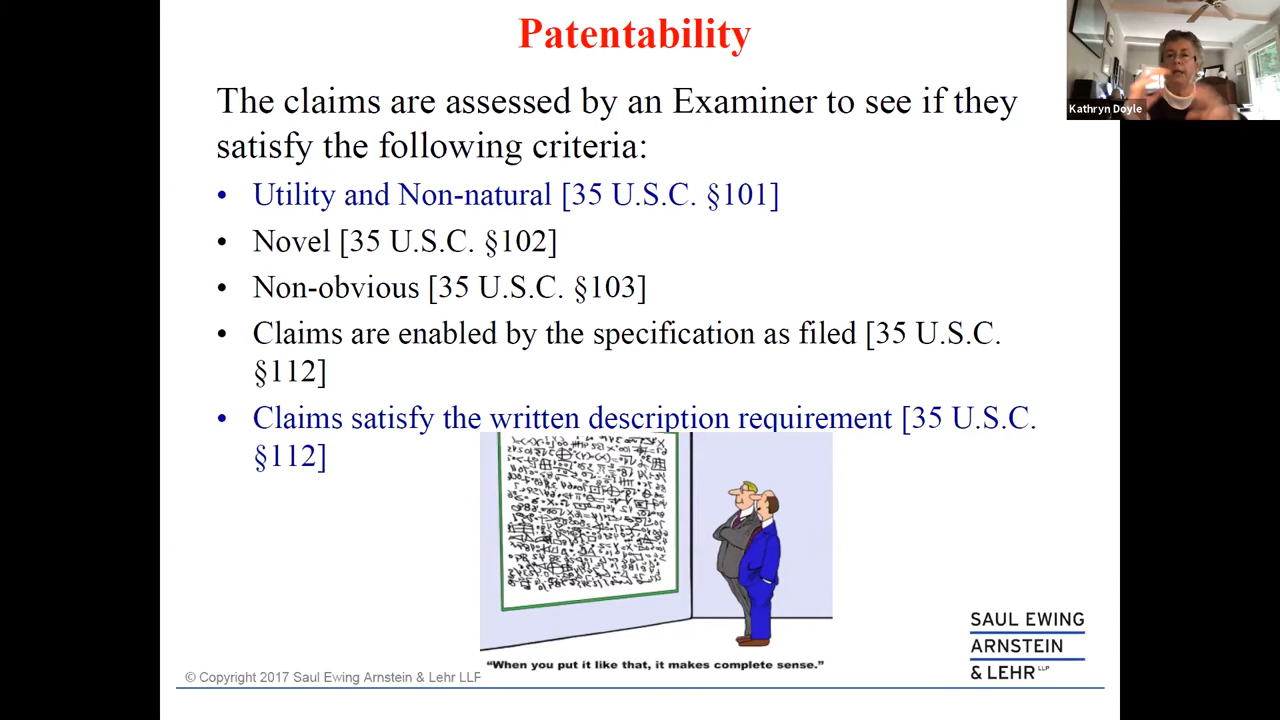 Patentability
Kathryn Doyle
The claims are assessed by an Examiner to see if they
satisfy the following criteria:
• Utility and Non-natural [35 U.S.C. §101]
• Novel [35 U.S.C. §102]
• Non-obvious [35 U.S.C. §103]
• Claims are enabled by the specification as filed [35 U.S.C.
§112]
• Claims satisfy the written description requirement [35 U.S.C.
§112]
"When you put it like that, it makes complete sense."
© Copyright 2017 Saul Ewing Arnstein & Lehr LLP
SAUL EWING
ARNSTEIN
& LEHR LLP